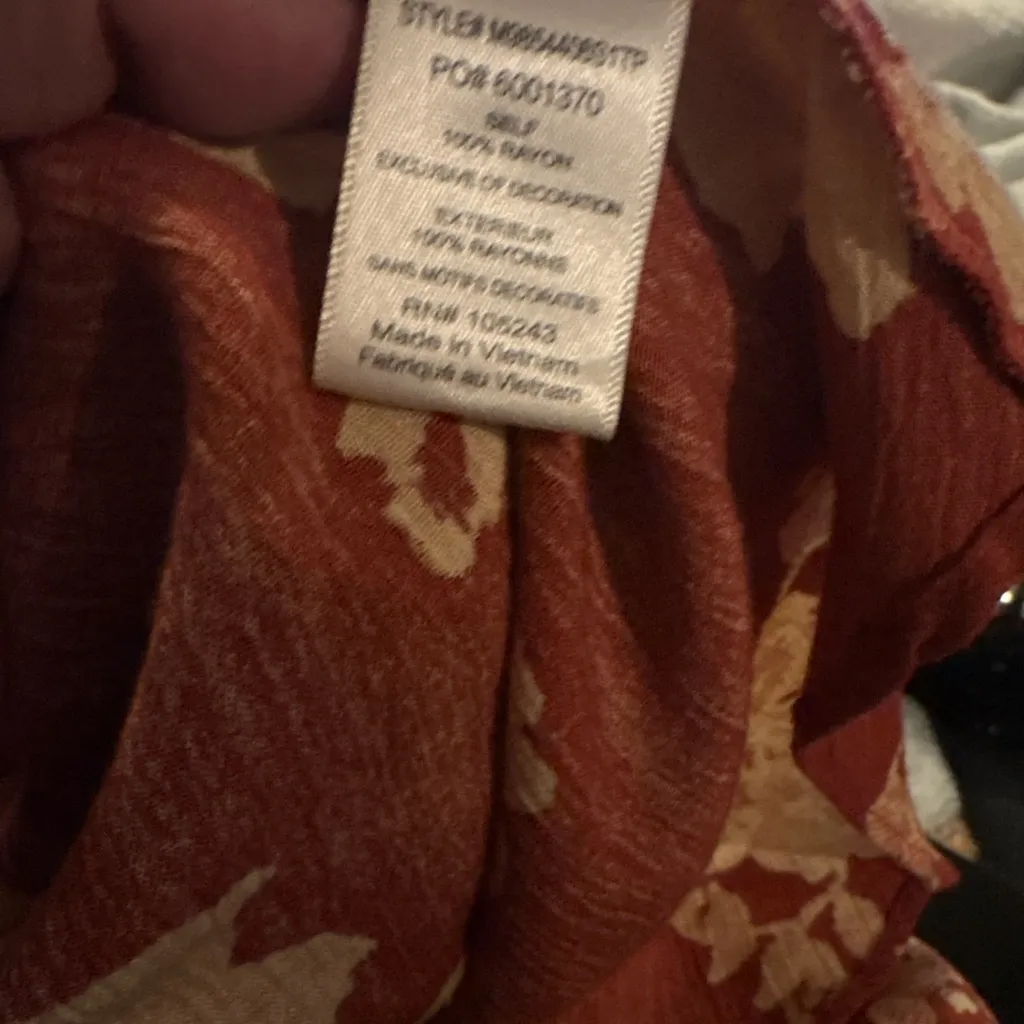 STYLE#
PO# 6001370
SELF
100% RAYON
EXCLUSIVE OF DECORATION
EXTERIEUR
100% RAYONNE
SANS MOTIFS DECORATIFS
RN# 105243
Made in Vietnam
Fabriqué au Vietnam